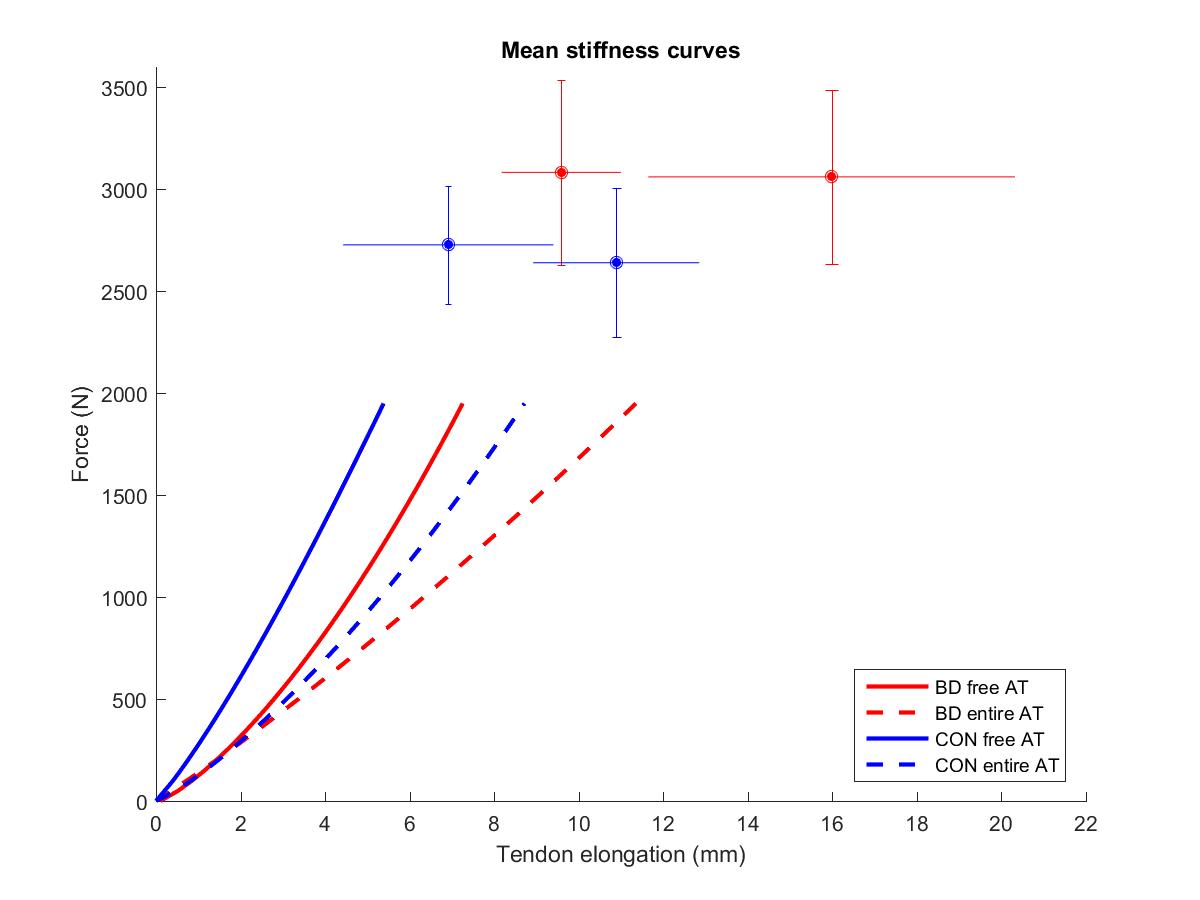 Mean stiffness curves
3500
3000
2500
2000
1500
1000
500
0
Force (N)
0 2 4 6 8 10 12 14 16 18 20 22
Tendon elongation (mm)
BD free AT
BD entire AT
CON free AT
CON entire AT